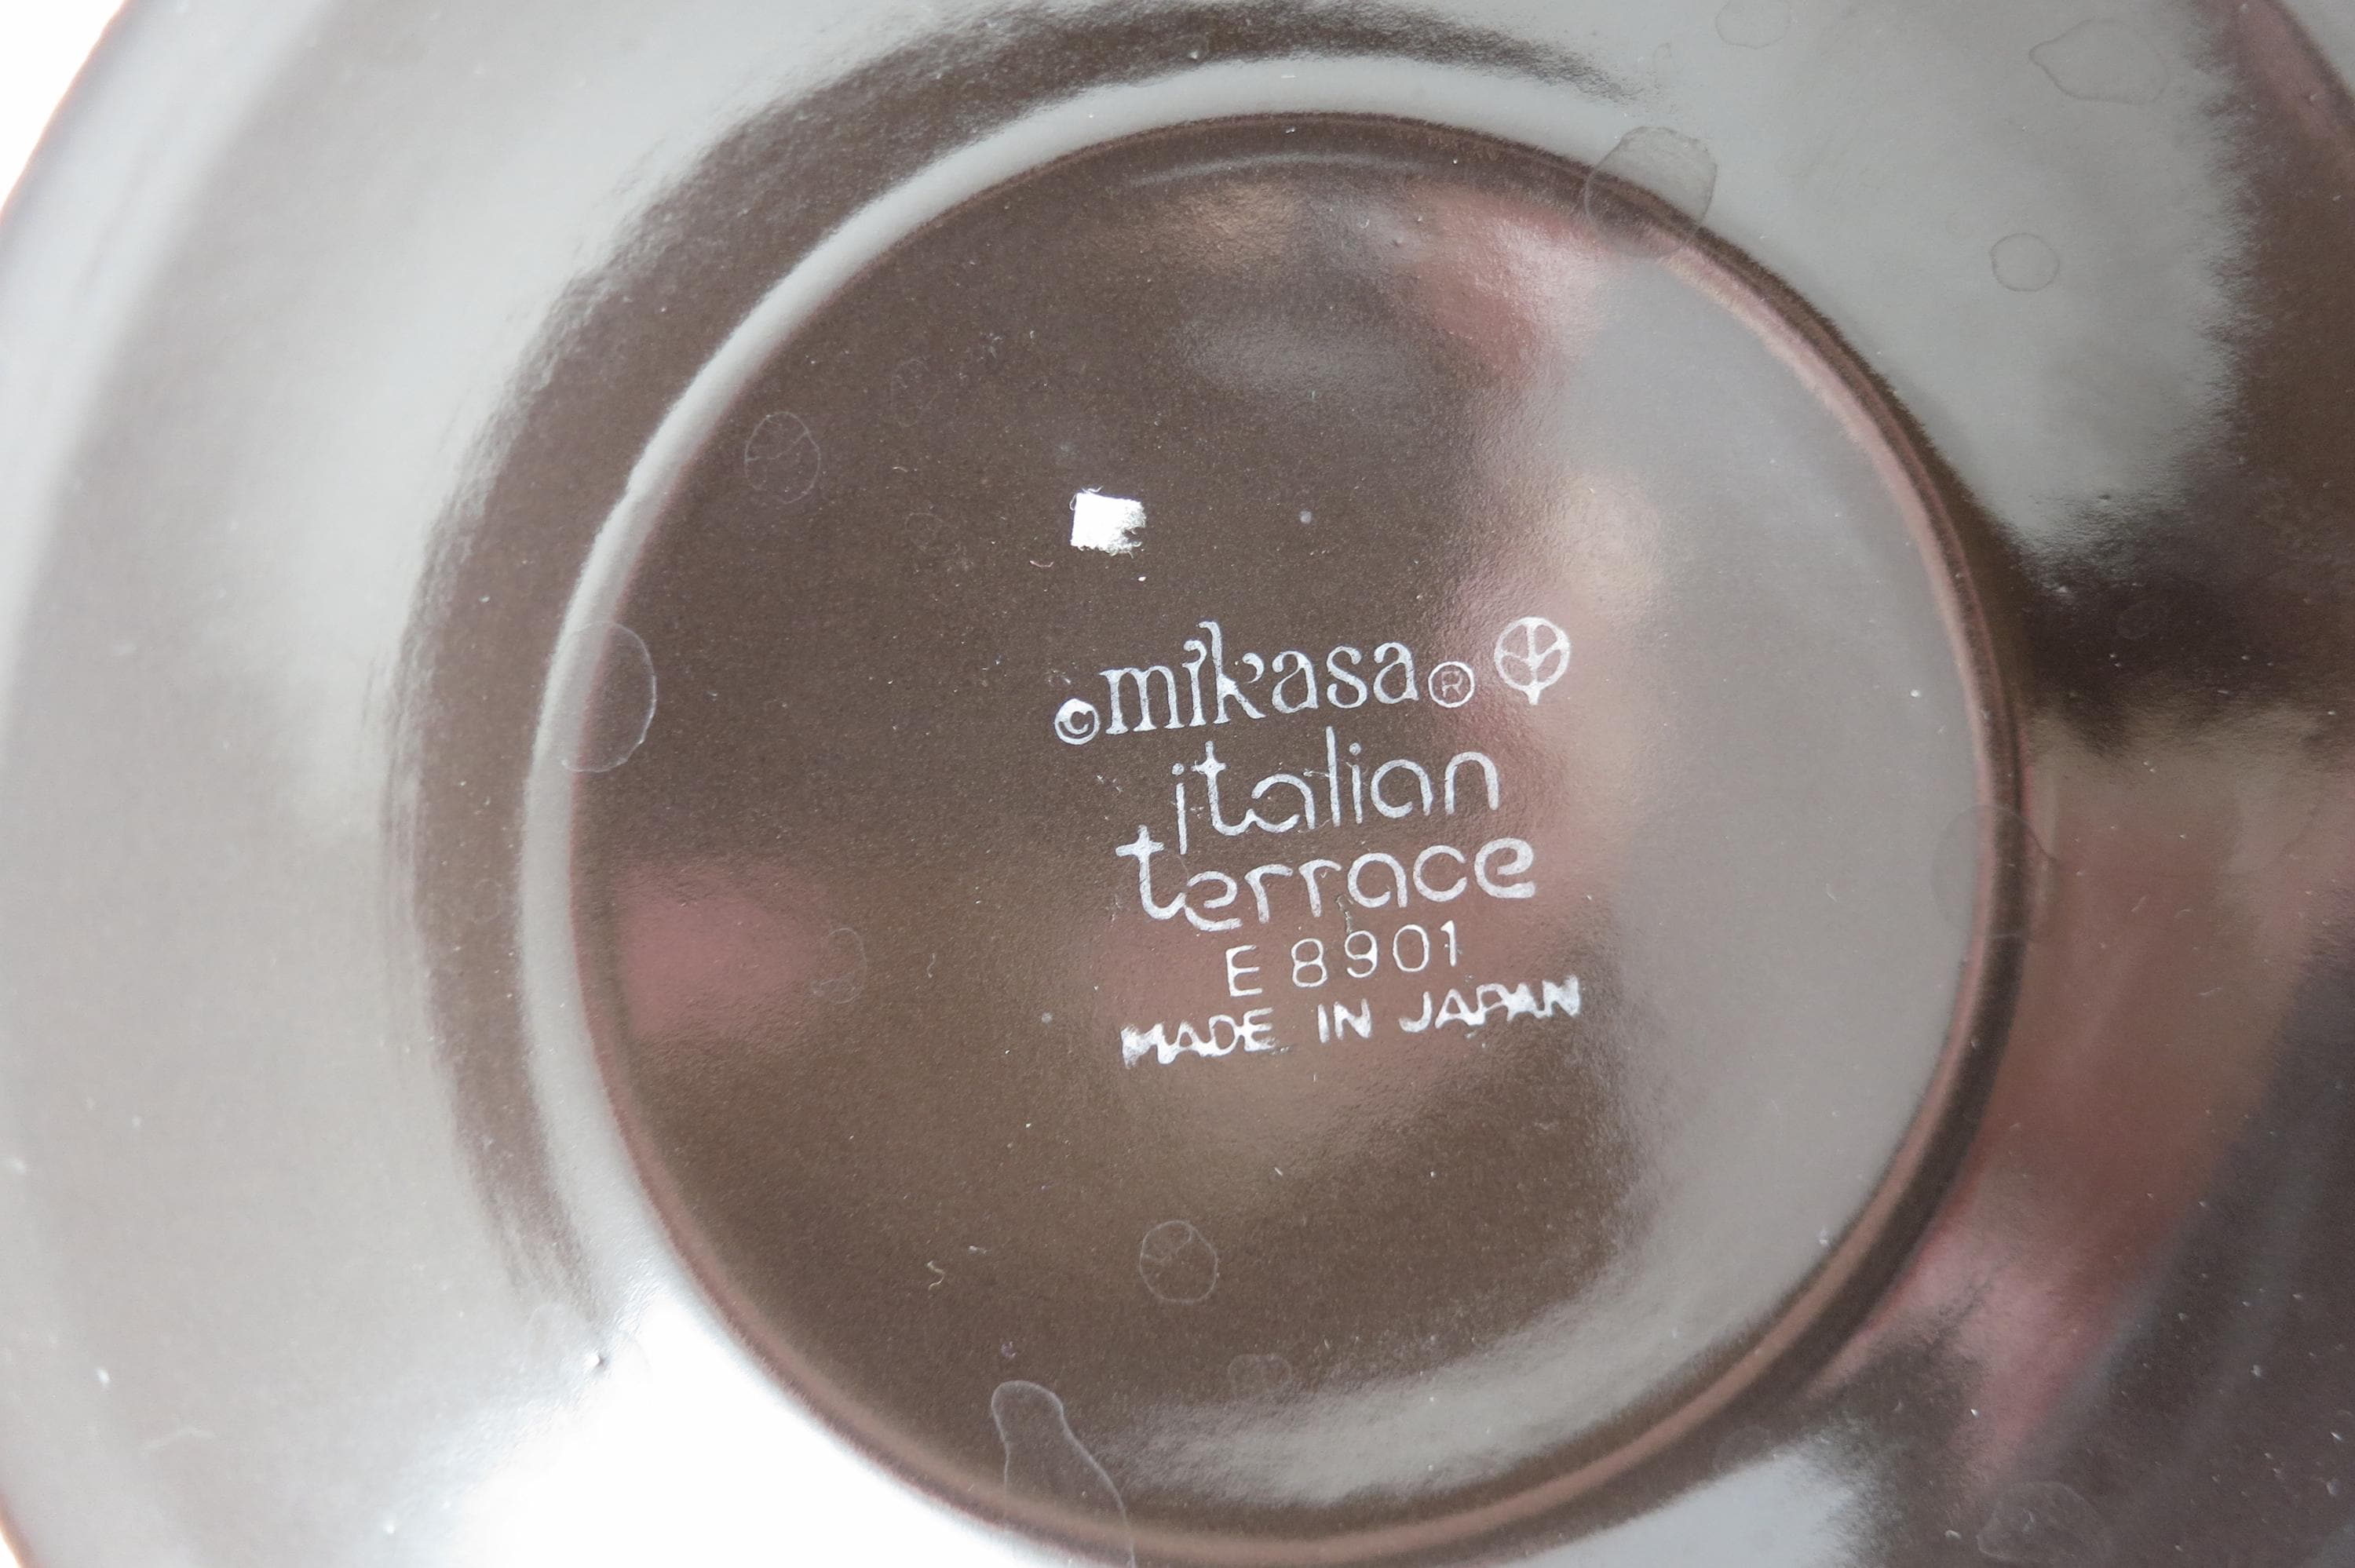 ©mikasa®
italian
terrace
E 8901
MADE IN JAPAN